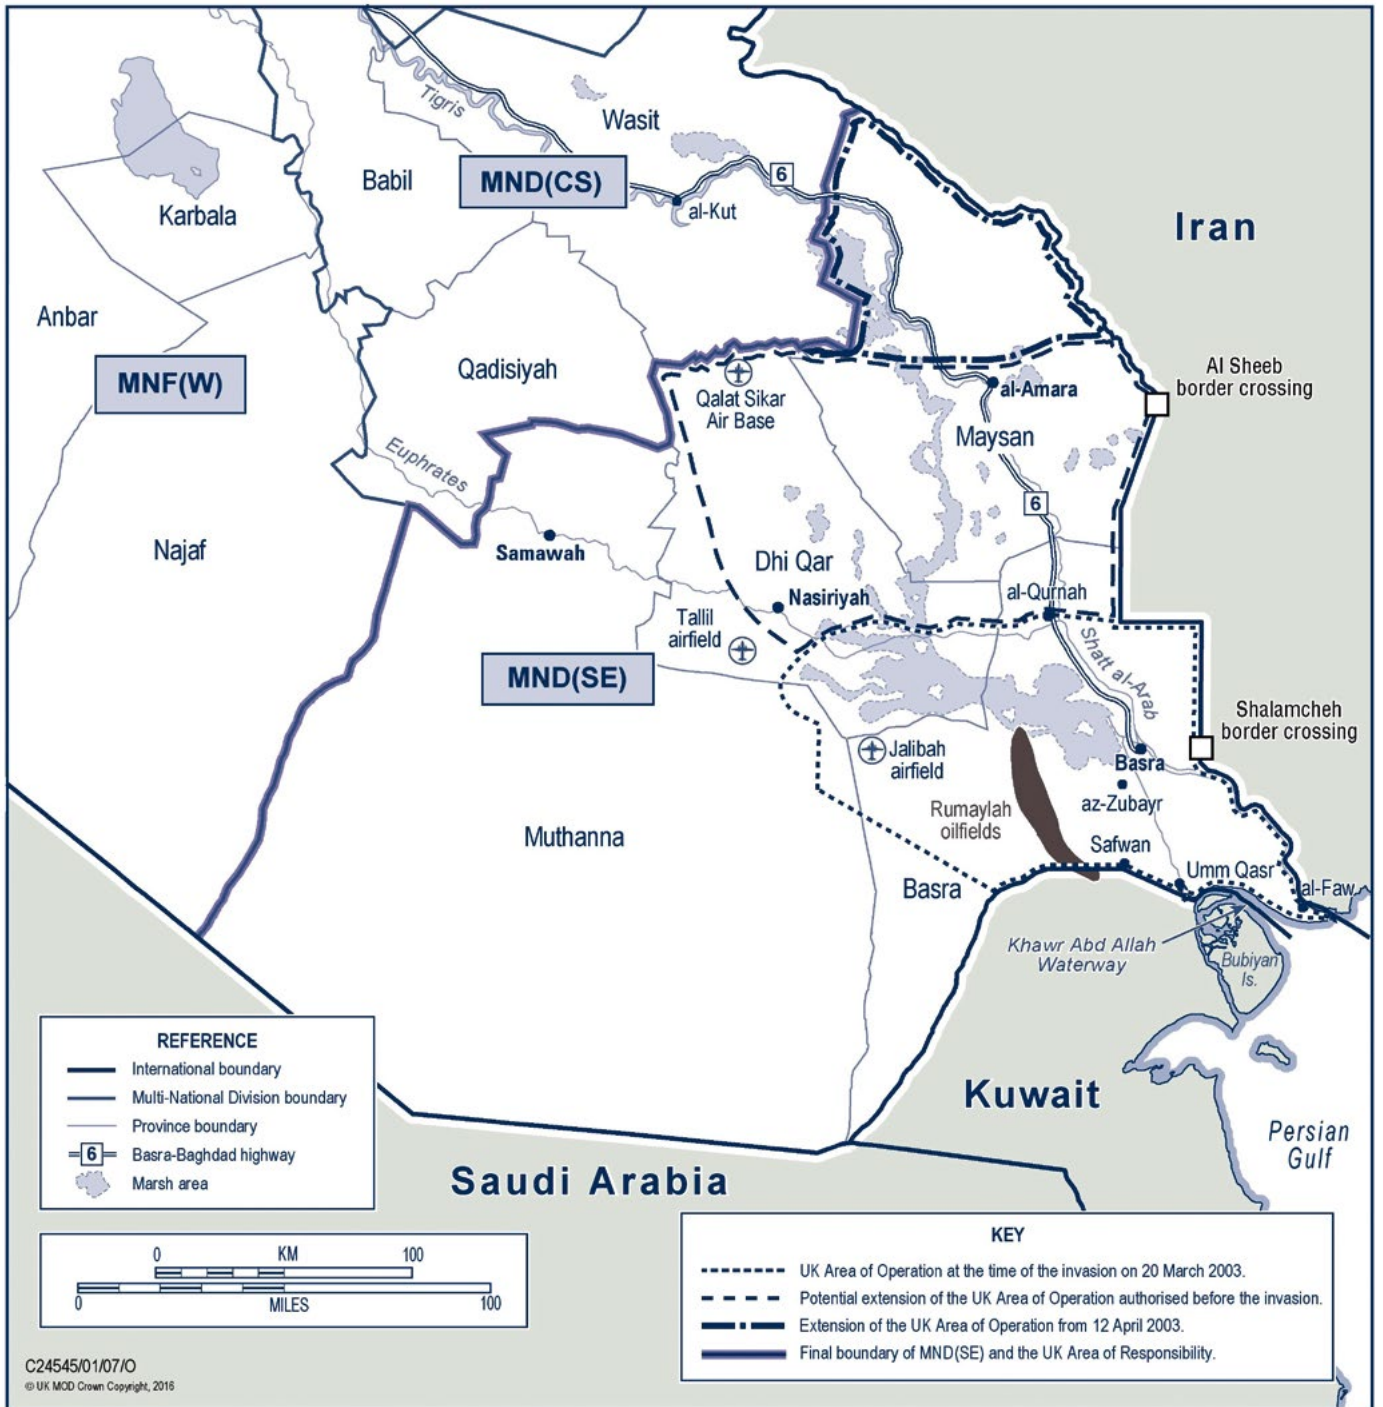 Tigris
Wasit
Babil
MND(CS)
6
al-Kut
Karbala
Iran
Anbar
MNF(W)
Qadisiyah
Qalat Sikar
Air Base
al-Amara
Al Sheeb
border crossing
Maysan
Euphrates
6
Samawah
Najaf
Dhi Qar
Nasiriyah
al-Qurnah
Tallil
airfield
MND(SE)
Shatt al-Arab
Shalamcheh
border crossing
Jalibah
airfield
Basra
az-Zubayr
Rumaylah
oilfields
Muthanna
Safwan
Umm Qasr
al-Faw
Basra
Khawr Abd Allah
Waterway
Bubiyan
Is.
Kuwait
Persian
Gulf
Saudi Arabia
REFERENCE
International boundary
Multi-National Division boundary
Province boundary
6 Basra-Baghdad highway
Marsh area
0 KM 100
0 MILES 100
KEY
UK Area of Operation at the time of the invasion on 20 March 2003.
Potential extension of the UK Area of Operation authorised before the invasion.
Extension of the UK Area of Operation from 12 April 2003.
Final boundary of MND(SE) and the UK Area of Responsibility.
C24545/01/07/O
© UK MOD Crown Copyright, 2016